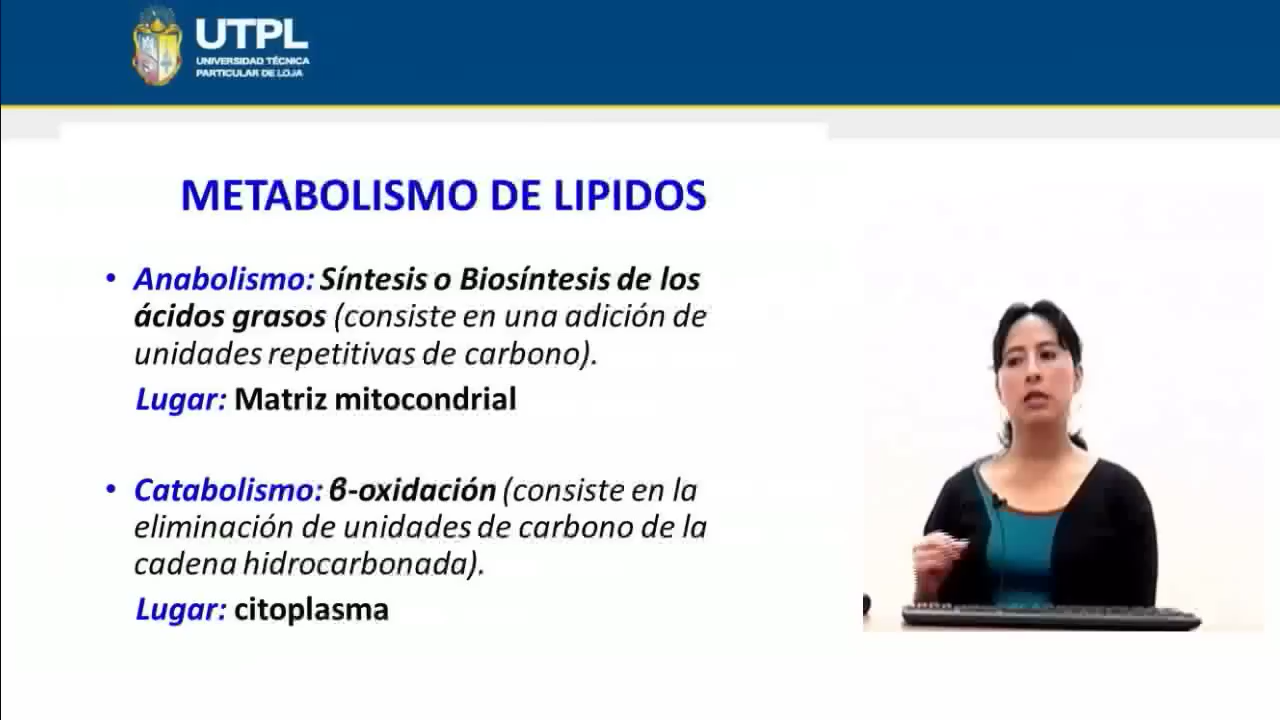 UTPL
UNIVERSIDAD TÉCNICA
PARTICULAR DE LOJA
METABOLISMO DE LIPIDOS
• Anabolismo: Síntesis o Biosíntesis de los
ácidos grasos (consiste en una adición de
unidades repetitivas de carbono).
Lugar: Matriz mitocondrial
• Catabolismo: β-oxidación (consiste en la
eliminación de unidades de carbono de la
cadena hidrocarbonada).
Lugar: citoplasma